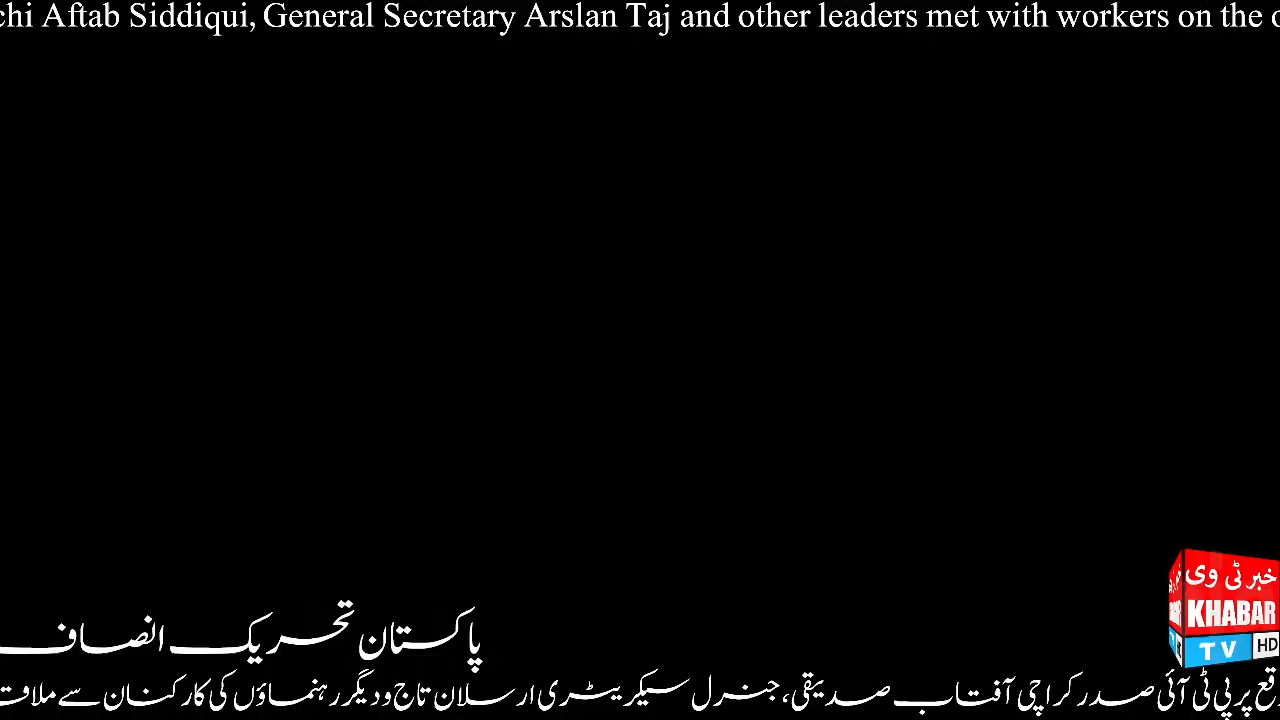 chi Aftab Siddiqui, General Secretary Arslan Taj and other leaders met with workers on the
خبر ٹی وی
KHABAR
TV HD
پاکستان تحریک انصاف
پر پی ٹی آئی صدر کراچی آفتاب صدیقی، جنرل سیکریٹری ارسلان تاج و دیگر رہنماؤں کی کارکنان سے